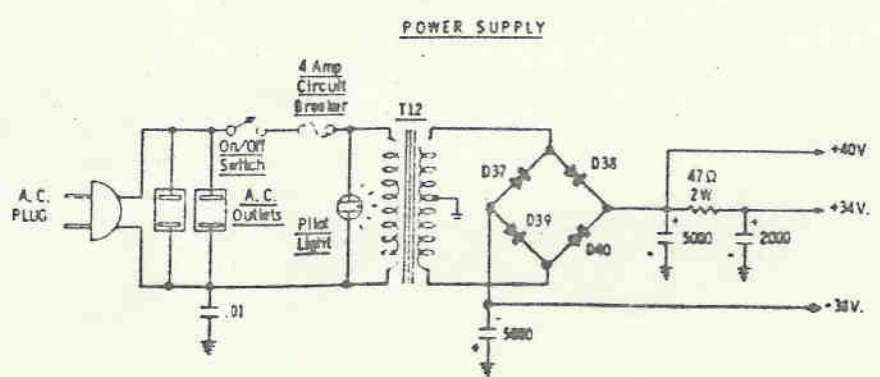 POWER SUPPLY
4 Amp
Circuit
Breaker
T12
On/Off
Switch
A.C.
PLUG
A.C.
Outlets
Pilot
Light
.01
D37
D38
D39
D40
+40V
47Ω
2W
+34V.
+
5000
-
+
2000
-
-38V.
-
5000
+